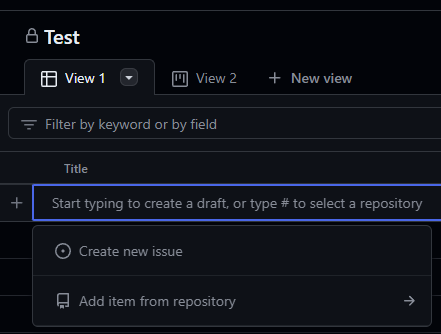 Test
View 1
View 2
New view
Filter by keyword or by field
Title
Start typing to create a draft, or type # to select a repository
Create new issue
Add item from repository